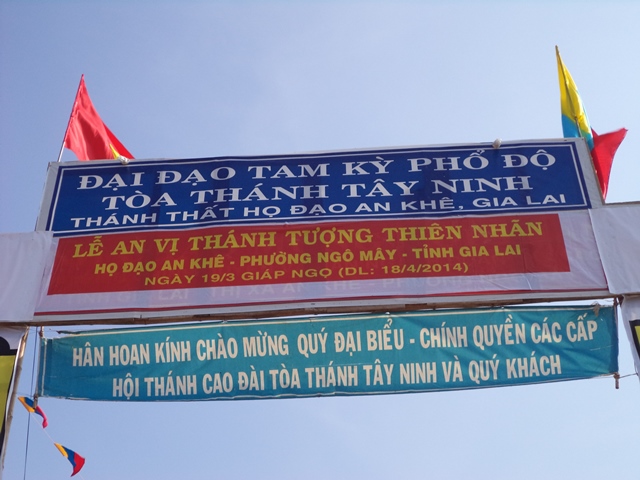 ĐẠI ĐẠO TAM KỲ PHỔ ĐỘ
TÒA THÁNH TÂY NINH
THÁNH THẤT HỌ ĐẠO AN KHÊ, GIA LAI
LỄ AN VỊ THÁNH TƯỢNG THIÊN NHÃN
HỌ ĐẠO AN KHÊ - PHƯỜNG NGÔ MÂY - TỈNH GIA LAI
NGÀY 19/3 GIÁP NGỌ (DL: 18/4/2014)
HÂN HOAN KÍNH CHÀO MỪNG QUÝ ĐẠI BIỂU - CHÍNH QUYỀN CÁC CẤP
HỘI THÁNH CAO ĐÀI TÒA THÁNH TÂY NINH VÀ QUÝ KHÁCH